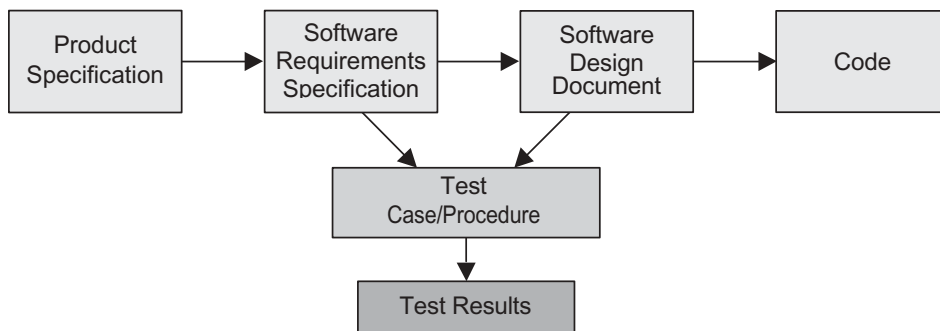 Product
Specification
Software
Requirements
Specification
Software
Design
Document
Code
Test
Case/Procedure
Test Results